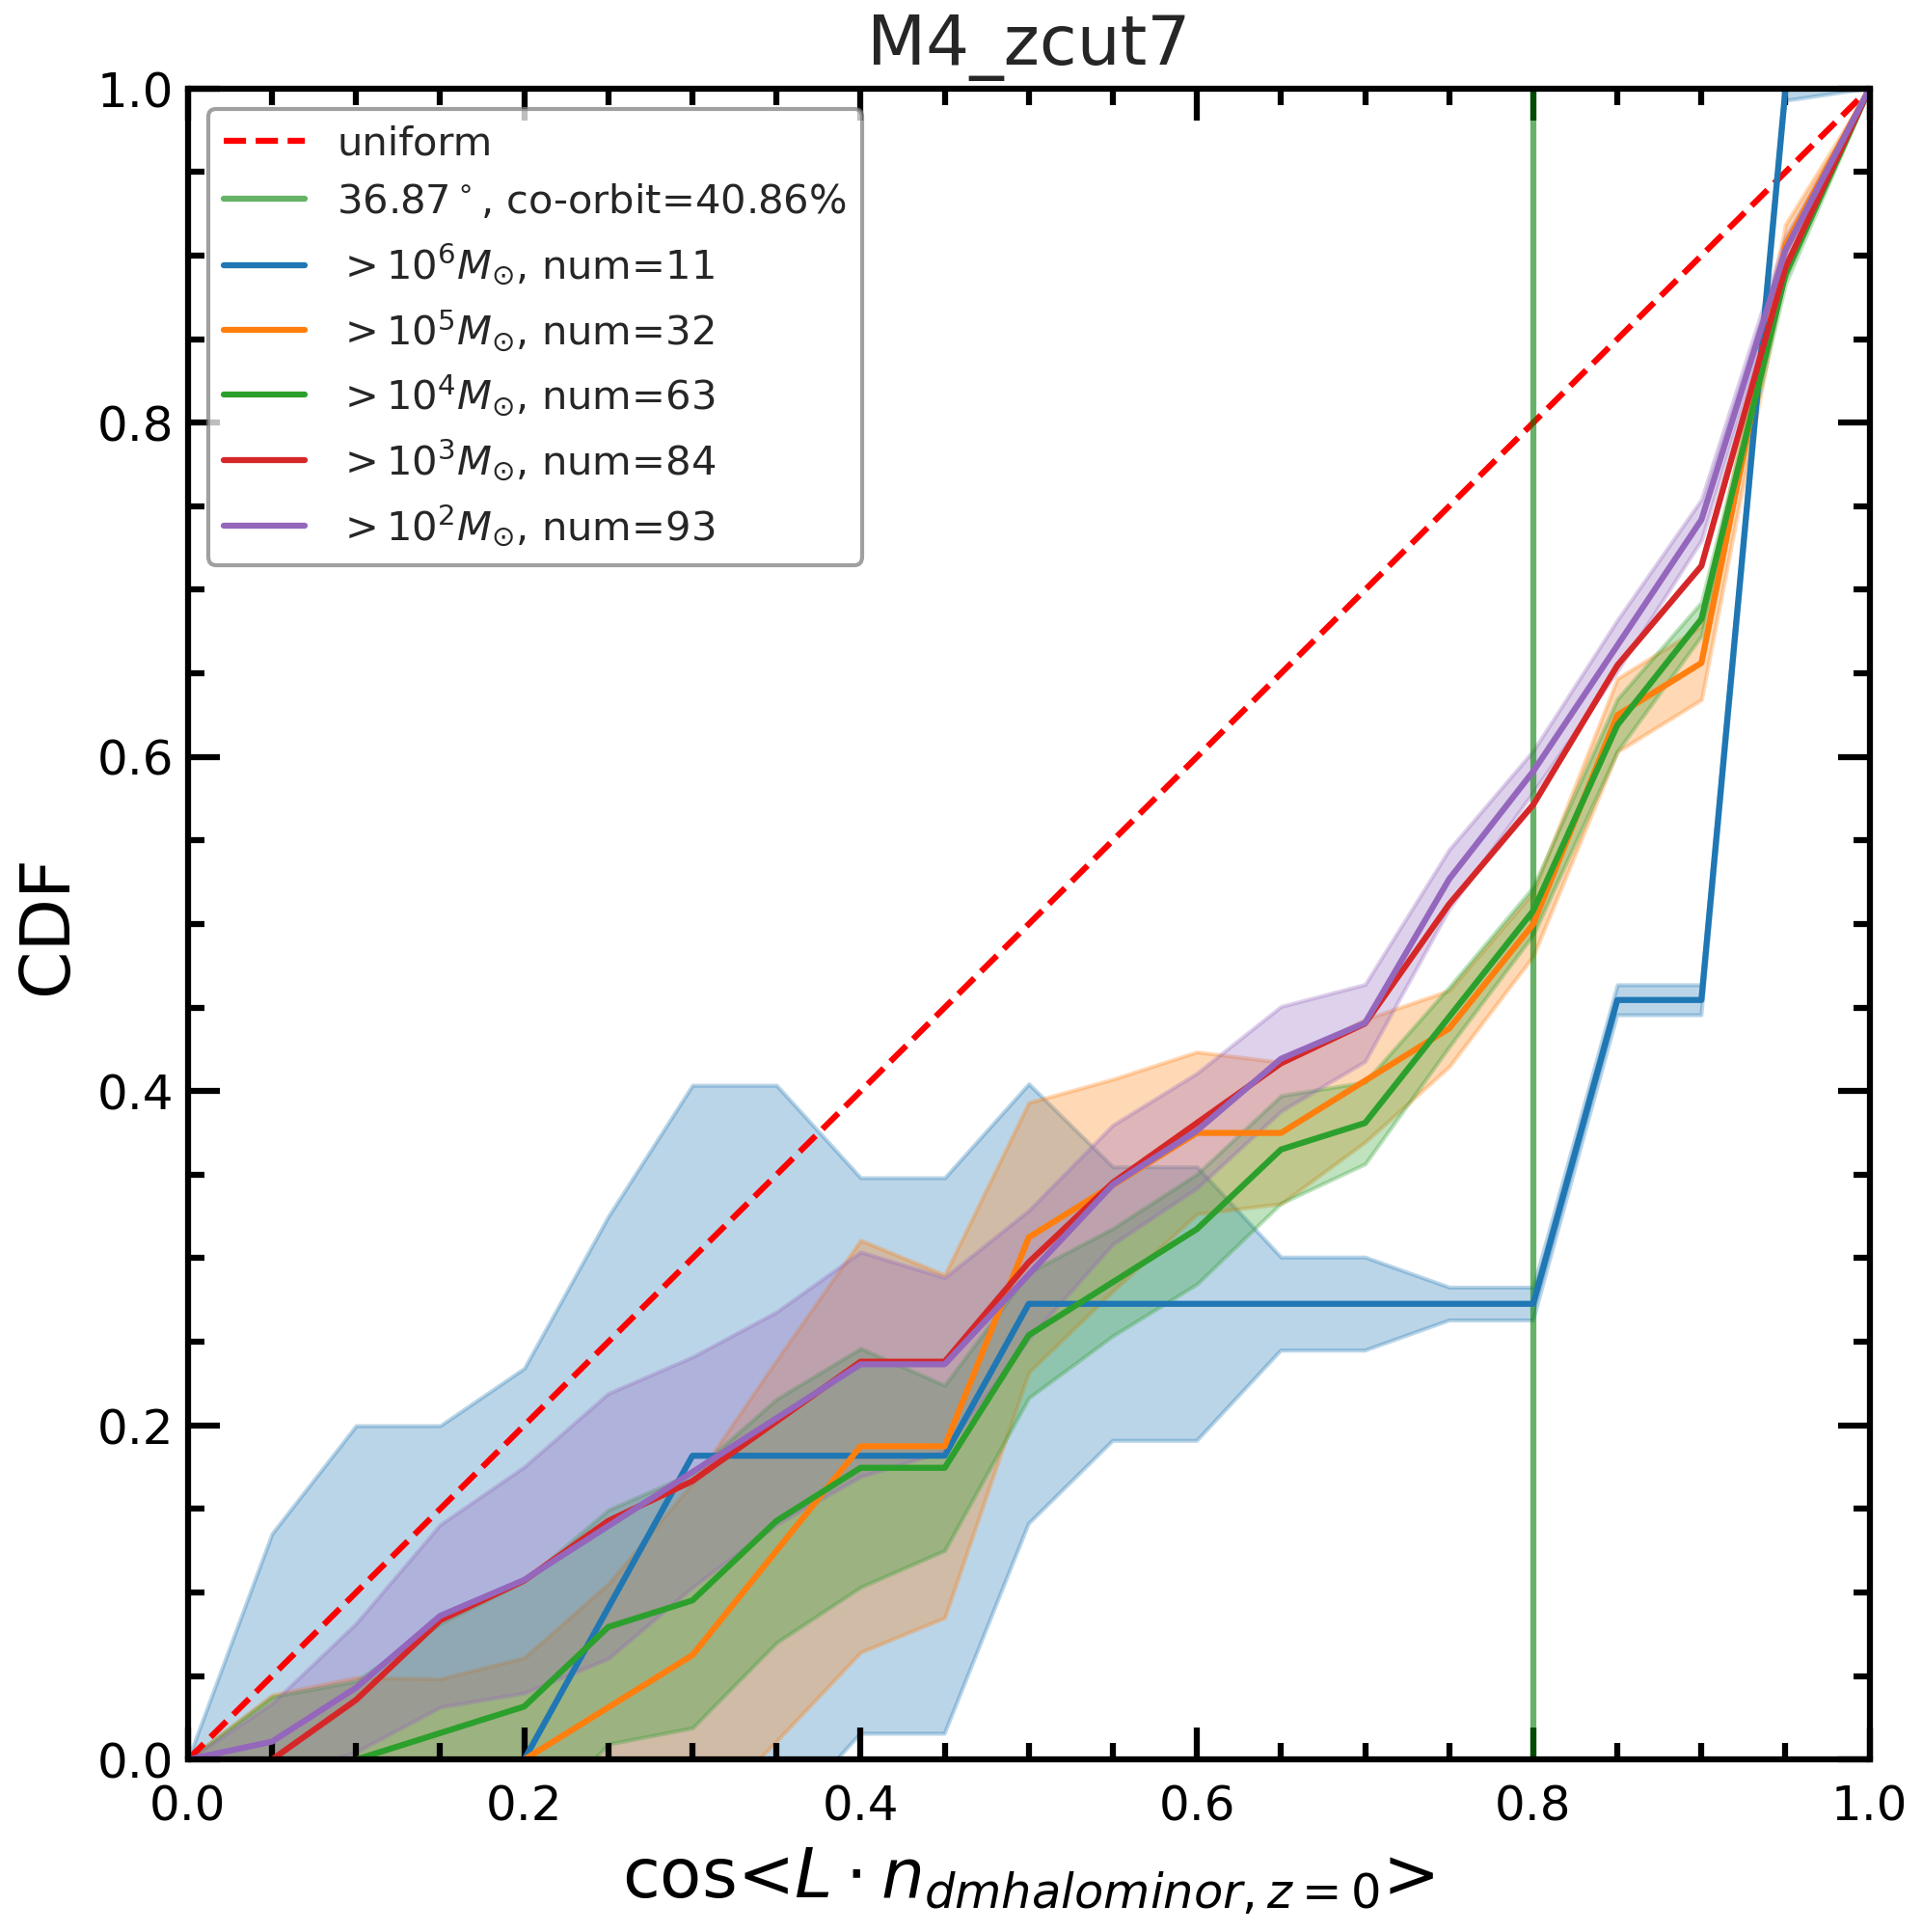 M4_zcut7
1.0
0.8
0.6
0.4
0.2
0.0
CDF
uniform
36.87°, co-orbit=40.86%
>10⁶M⊙, num=11
>10⁵M⊙, num=32
>10⁴M⊙, num=63
>10³M⊙, num=84
>10²M⊙, num=93
0.0 0.2 0.4 0.6 0.8 1.0
cos<L · n_{dmhalominor, z=0}>